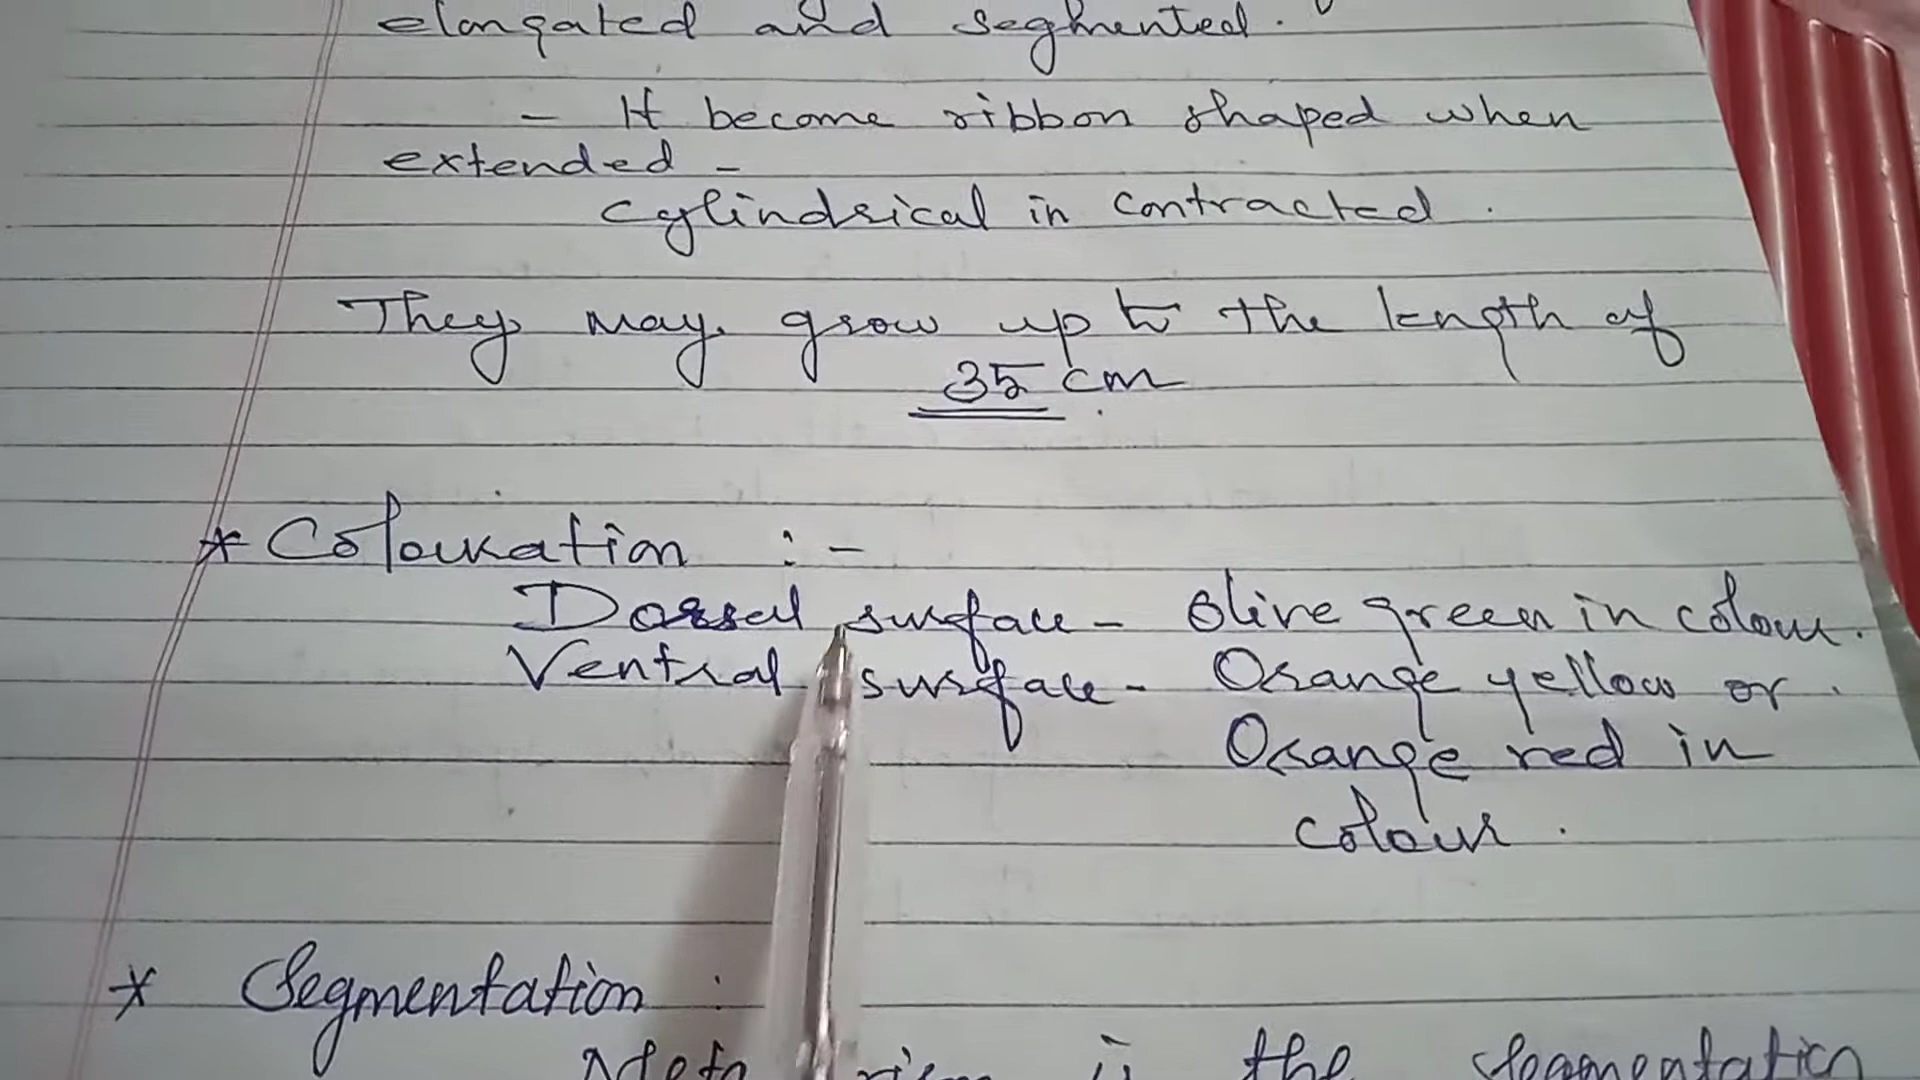 elongated and segmented.
- It become ribbon shaped when
extended -
cylindrical in contracted.
They may grow up to the length of
35 cm
* Colouration :-
Dorsal surface - Olive green in colour.
Ventral surface - Orange yellow or
Orange red in
colour.
* Segmentation :
is the segmentation